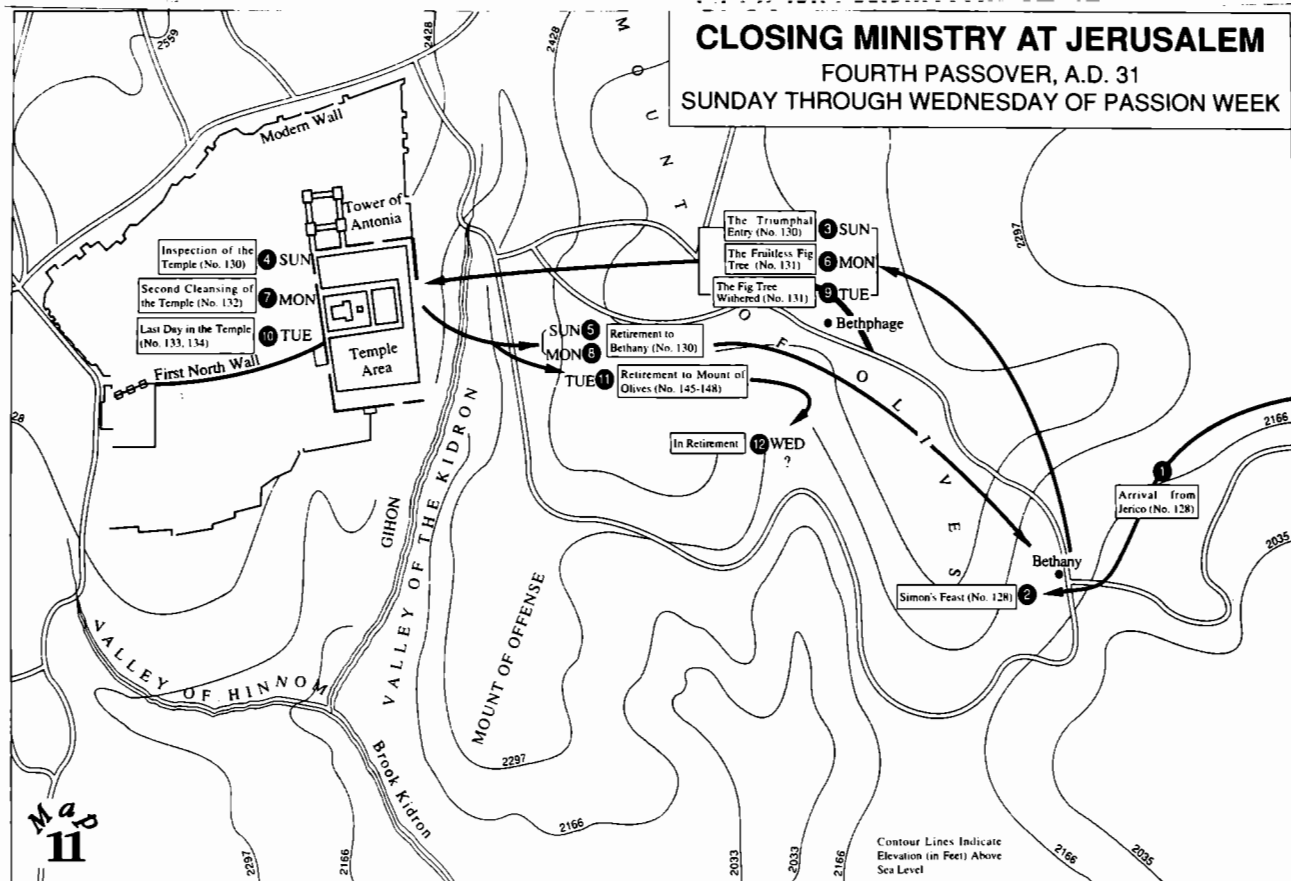 CLOSING MINISTRY AT JERUSALEM
FOURTH PASSOVER, A.D. 31
SUNDAY THROUGH WEDNESDAY OF PASSION WEEK
2559
2428
2428
MOUNT
OF
OLIVES
Modern Wall
Tower of
Antonia
Inspection of the
Temple (No. 130)
4 SUN
Second Cleansing of
the Temple (No. 132)
7 MON
Last Day in the Temple
(No. 133, 134)
10 TUE
First North Wall
Temple
Area
The Triumphal
Entry (No. 130)
3 SUN
The Fruitless Fig
Tree (No. 131)
6 MON
The Fig Tree
Withered (No. 131)
9 TUE
Bethphage
2297
SUN 5
MON 8
Retirement to
Bethany (No. 130)
TUE 11
Retirement to Mount of
Olives (No. 145-148)
In Retirement
12 WED
?
2166
1
Arrival from
Jerico (No. 128)
2035
Bethany
Simon's Feast (No. 128)
2
28
GIHON
VALLEY OF THE KIDRON
VALLEY OF HINNOM
MOUNT OF OFFENSE
Brook Kidron
2297
2166
Map
11
2297
2166
2033
2033
2166
Contour Lines Indicate
Elevation (in Feet) Above
Sea Level
2166
2035